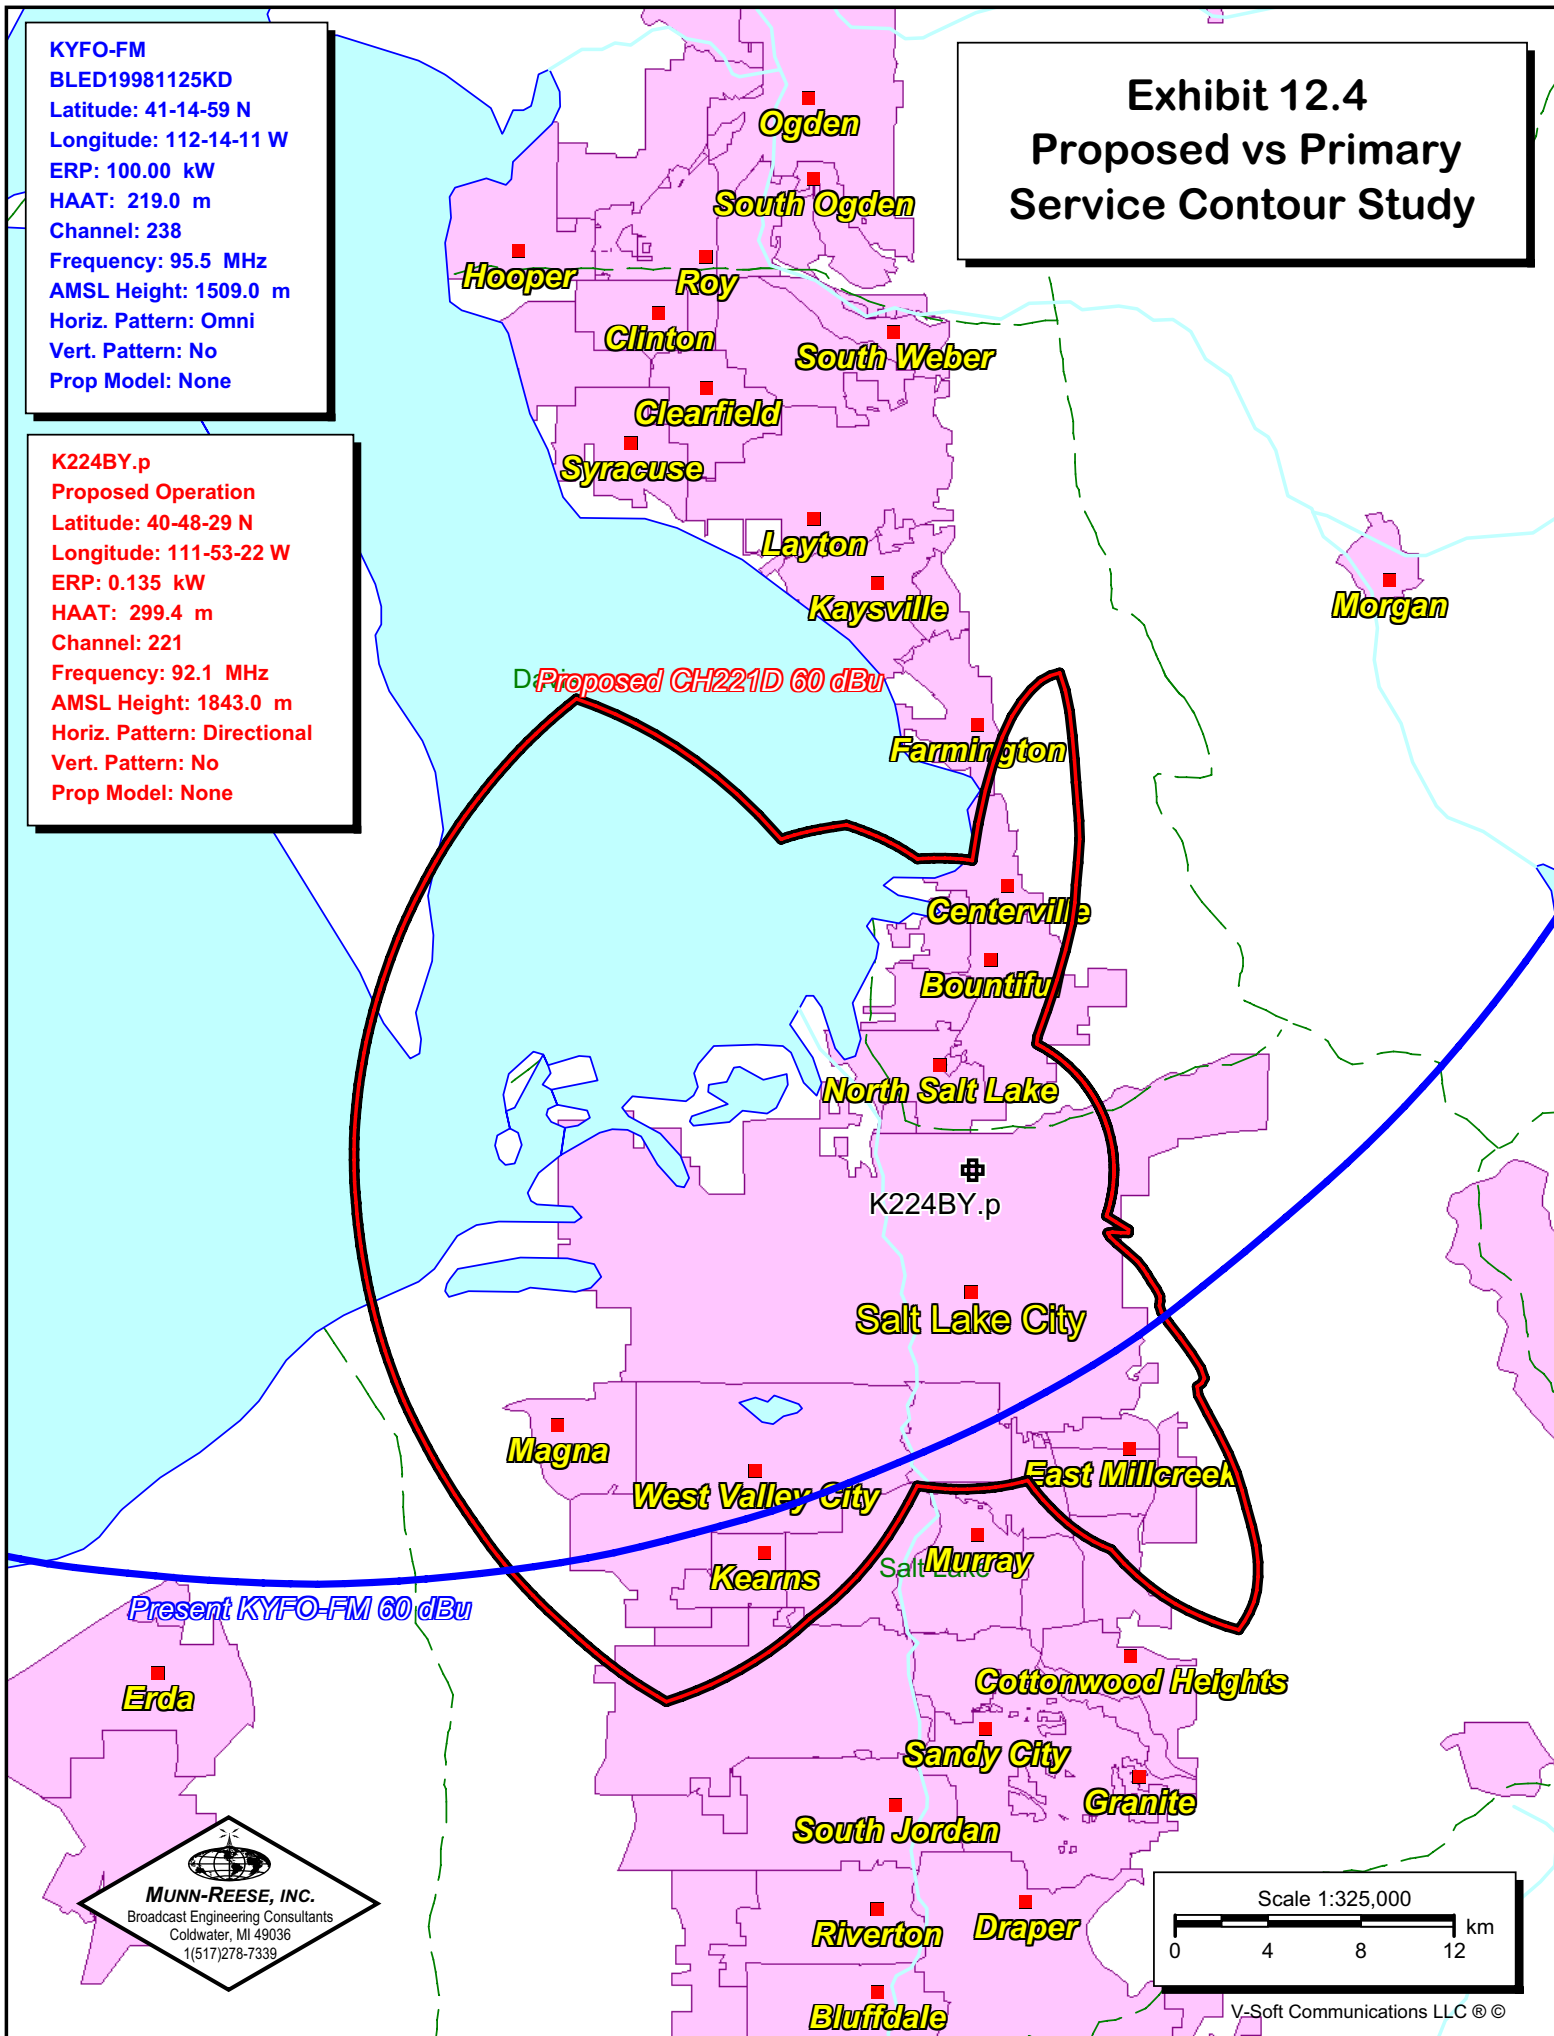 KYFO-FM
BLED19981125KD
Latitude: 41-14-59 N
Longitude: 112-14-11 W
ERP: 100.00 kW
HAAT: 219.0 m
Channel: 238
Frequency: 95.5 MHz
AMSL Height: 1509.0 m
Horiz. Pattern: Omni
Vert. Pattern: No
Prop Model: None
Exhibit 12.4
Proposed vs Primary
Service Contour Study
K224BY.p
Proposed Operation
Latitude: 40-48-29 N
Longitude: 111-53-22 W
ERP: 0.135 kW
HAAT: 299.4 m
Channel: 221
Frequency: 92.1 MHz
AMSL Height: 1843.0 m
Horiz. Pattern: Directional
Vert. Pattern: No
Prop Model: None
Ogden
South Ogden
Hooper
Roy
Clinton
South Weber
Clearfield
Syracuse
Layton
Kaysville
Morgan
Proposed CH221D 60 dBu
Farmington
Centerville
Bountiful
North Salt Lake
K224BY.p
Salt Lake City
Magna
West Valley City
East Millcreek
Murray
Salt Lake
Kearns
Present KYFO-FM 60 dBu
Erda
Cottonwood Heights
Sandy City
Granite
South Jordan
Riverton
Draper
Bluffdale
MUNN-REESE, INC.
Broadcast Engineering Consultants
Coldwater, MI 49036
1(517)278-7339
Scale 1:325,000
km
0 4 8 12
V-Soft Communications LLC ® ©